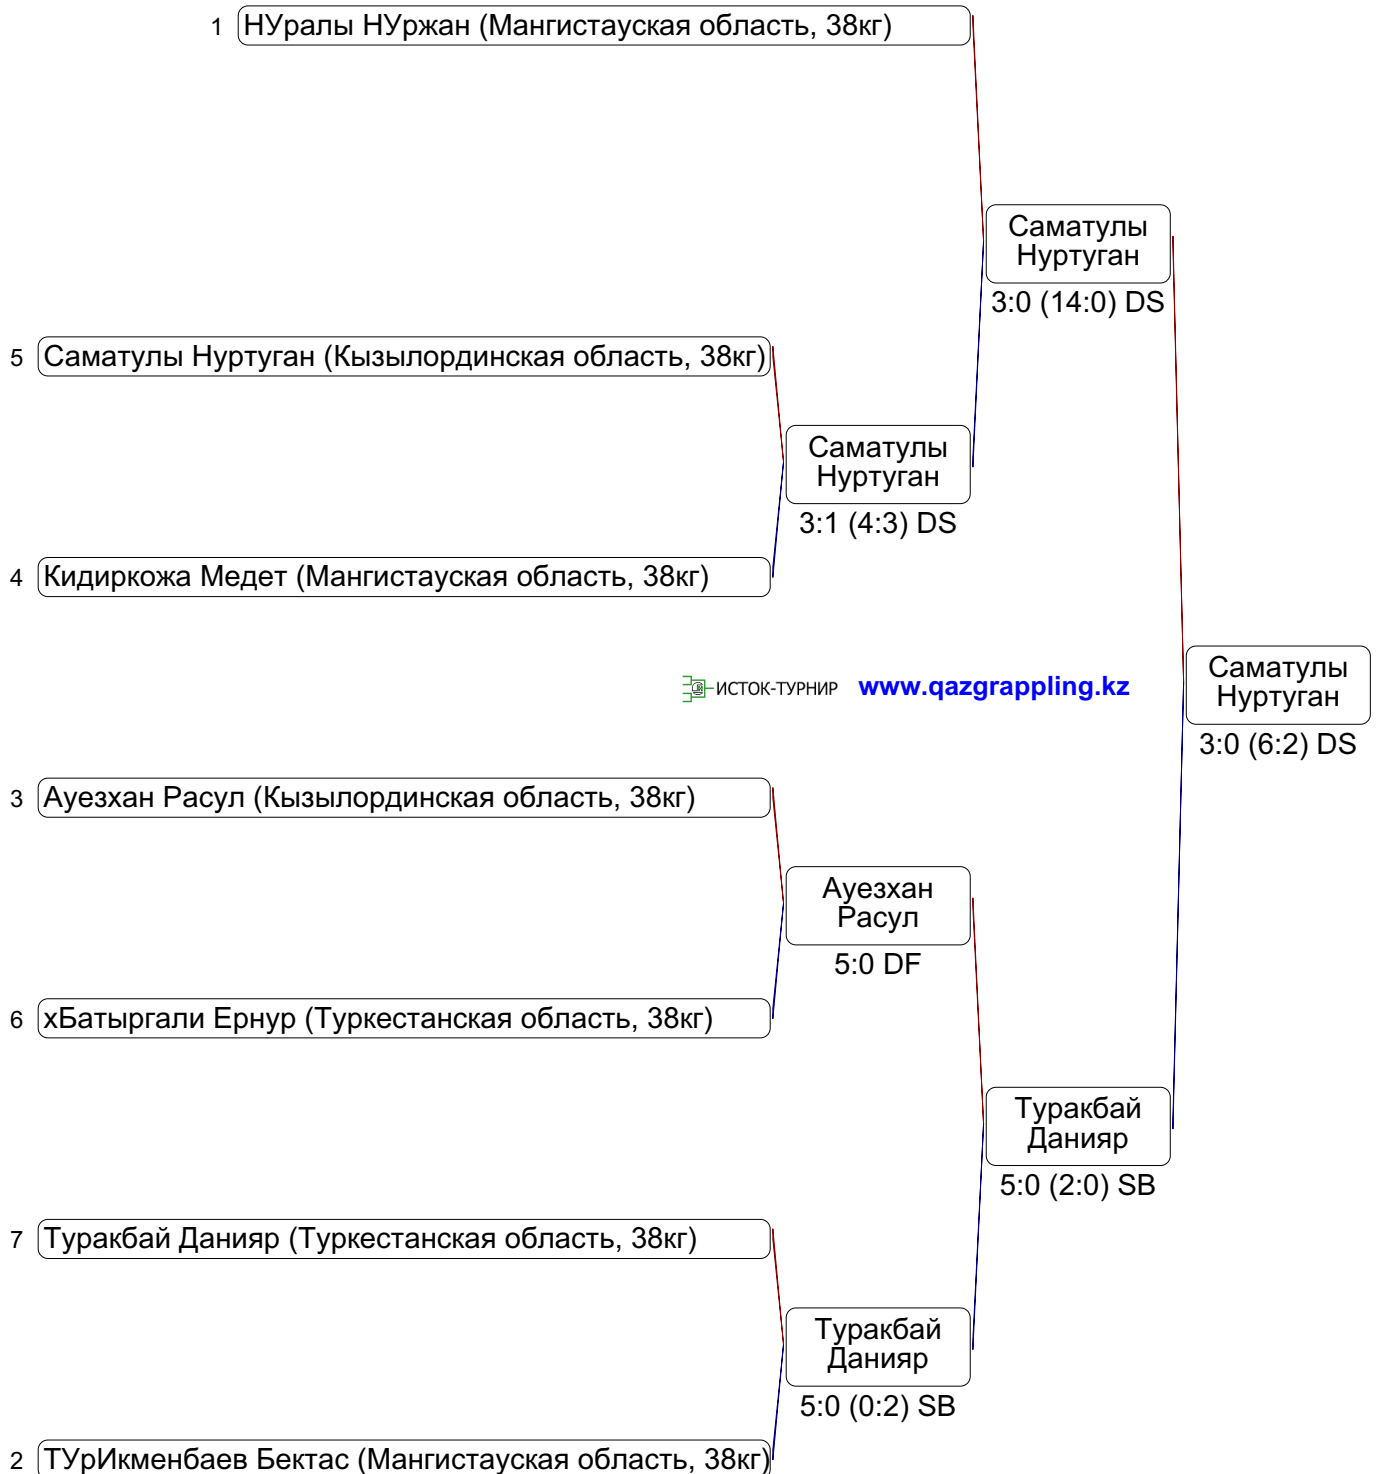 1 НУралы НУржан (Мангистауская область, 38кг)
Саматулы
Нуртуган
3:0 (14:0) DS
5 Саматулы Нуртуган (Кызылординская область, 38кг)
Саматулы
Нуртуган
3:1 (4:3) DS
4 Кидиркожа Медет (Мангистауская область, 38кг)
ИСТОК-ТУРНИР www.qazgrappling.kz
Саматулы
Нуртуган
3:0 (6:2) DS
3 Ауезхан Расул (Кызылординская область, 38кг)
Ауезхан
Расул
5:0 DF
6 хБатыргали Ернур (Туркестанская область, 38кг)
Туракбай
Данияр
5:0 (2:0) SB
7 Туракбай Данияр (Туркестанская область, 38кг)
Туракбай
Данияр
5:0 (0:2) SB
2 ТУрИкменбаев Бектас (Мангистауская область, 38кг)